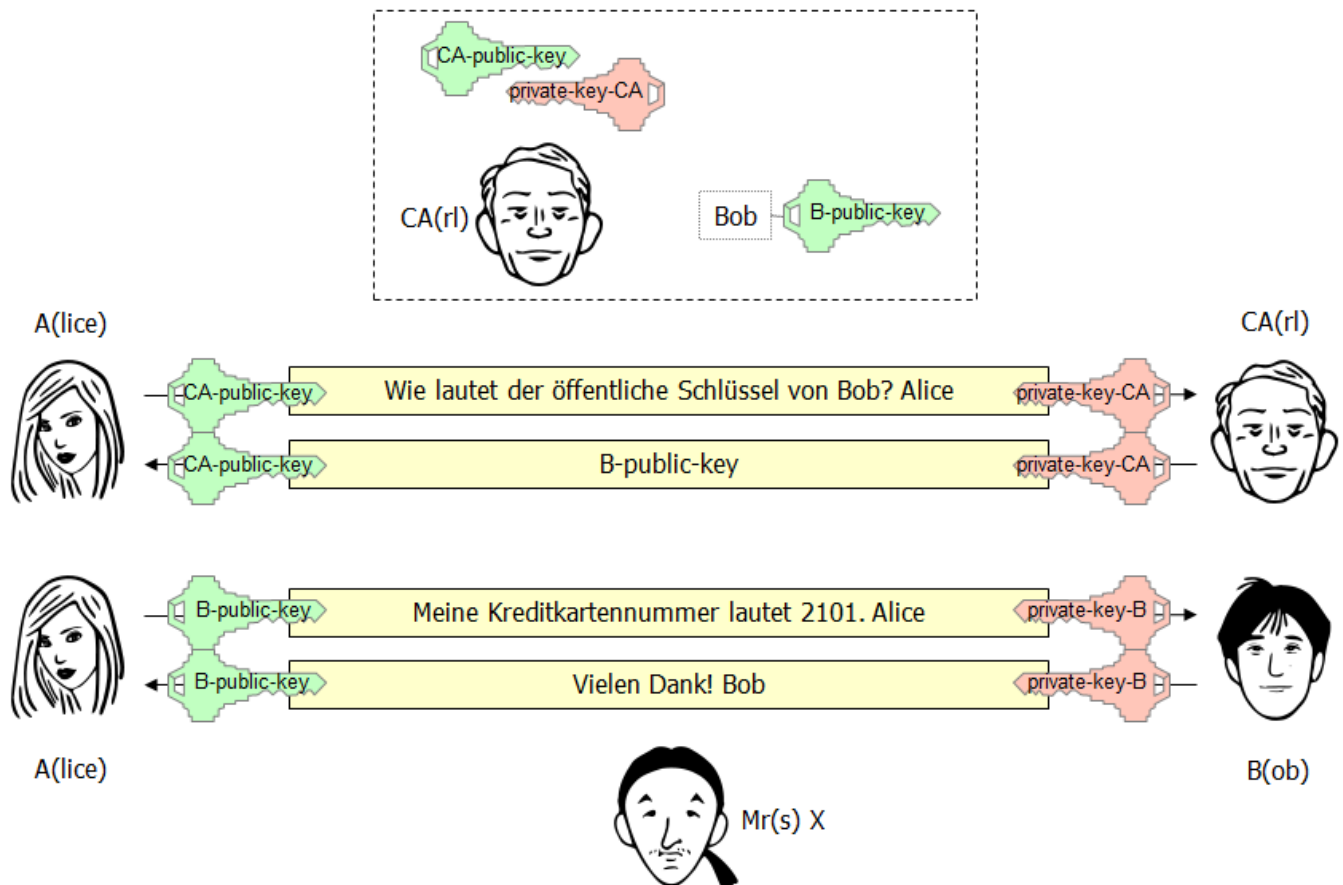 CA-public-key
private-key-CA
CA(rl)
Bob
B-public-key
A(lice)
CA(rl)
CA-public-key
Wie lautet der öffentliche Schlüssel von Bob? Alice
private-key-CA
CA-public-key
B-public-key
private-key-CA
B-public-key
Meine Kreditkartennummer lautet 2101. Alice
private-key-B
B-public-key
Vielen Dank! Bob
private-key-B
A(lice)
B(ob)
Mr(s) X